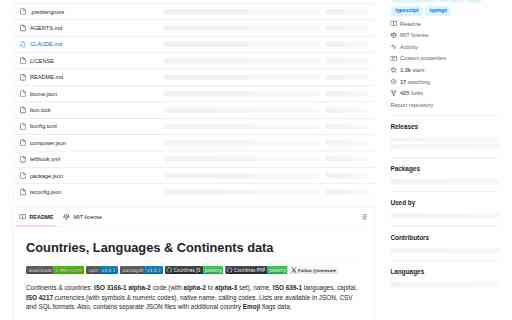 .prettierignore
AGENTS.md
CLAUDE.md
LICENSE
README.md
biome.json
bun.lock
bunfig.toml
composer.json
lefthook.yml
package.json
tsconfig.json
typescript typings
Readme
MIT license
Activity
Custom properties
1.3k stars
17 watching
425 forks
Report repository
Releases
Packages
Used by
Contributors
Languages
README MIT license
Countries, Languages & Continents data
Continents & countries: ISO 3166-1 alpha-2 code (with alpha-2 to alpha-3 set), name, ISO 639-1 languages, capital,
ISO 4217 currencies (with symbols & numeric codes), native name, calling codes. Lists are available in JSON, CSV
and SQL formats. Also, contains separate JSON files with additional country Emoji flags data.